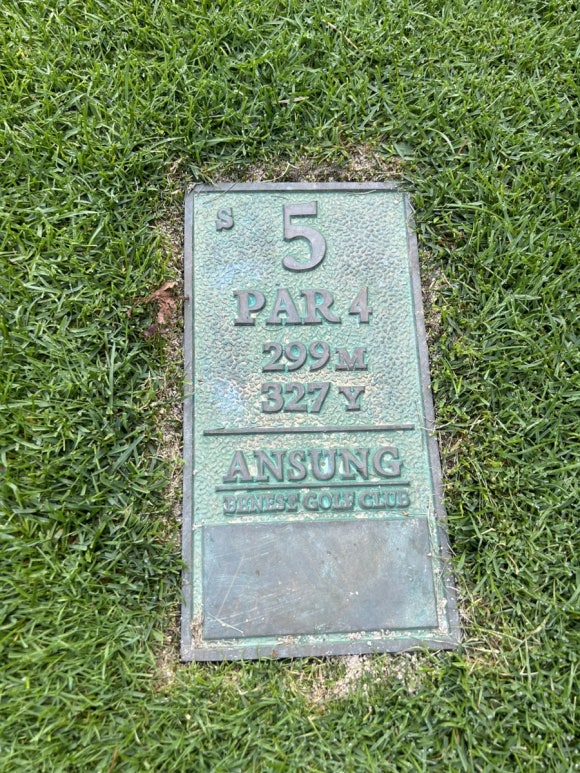 S 5
PAR 4
299 M
327 Y
ANSUNG
BENEST GOLF CLUB